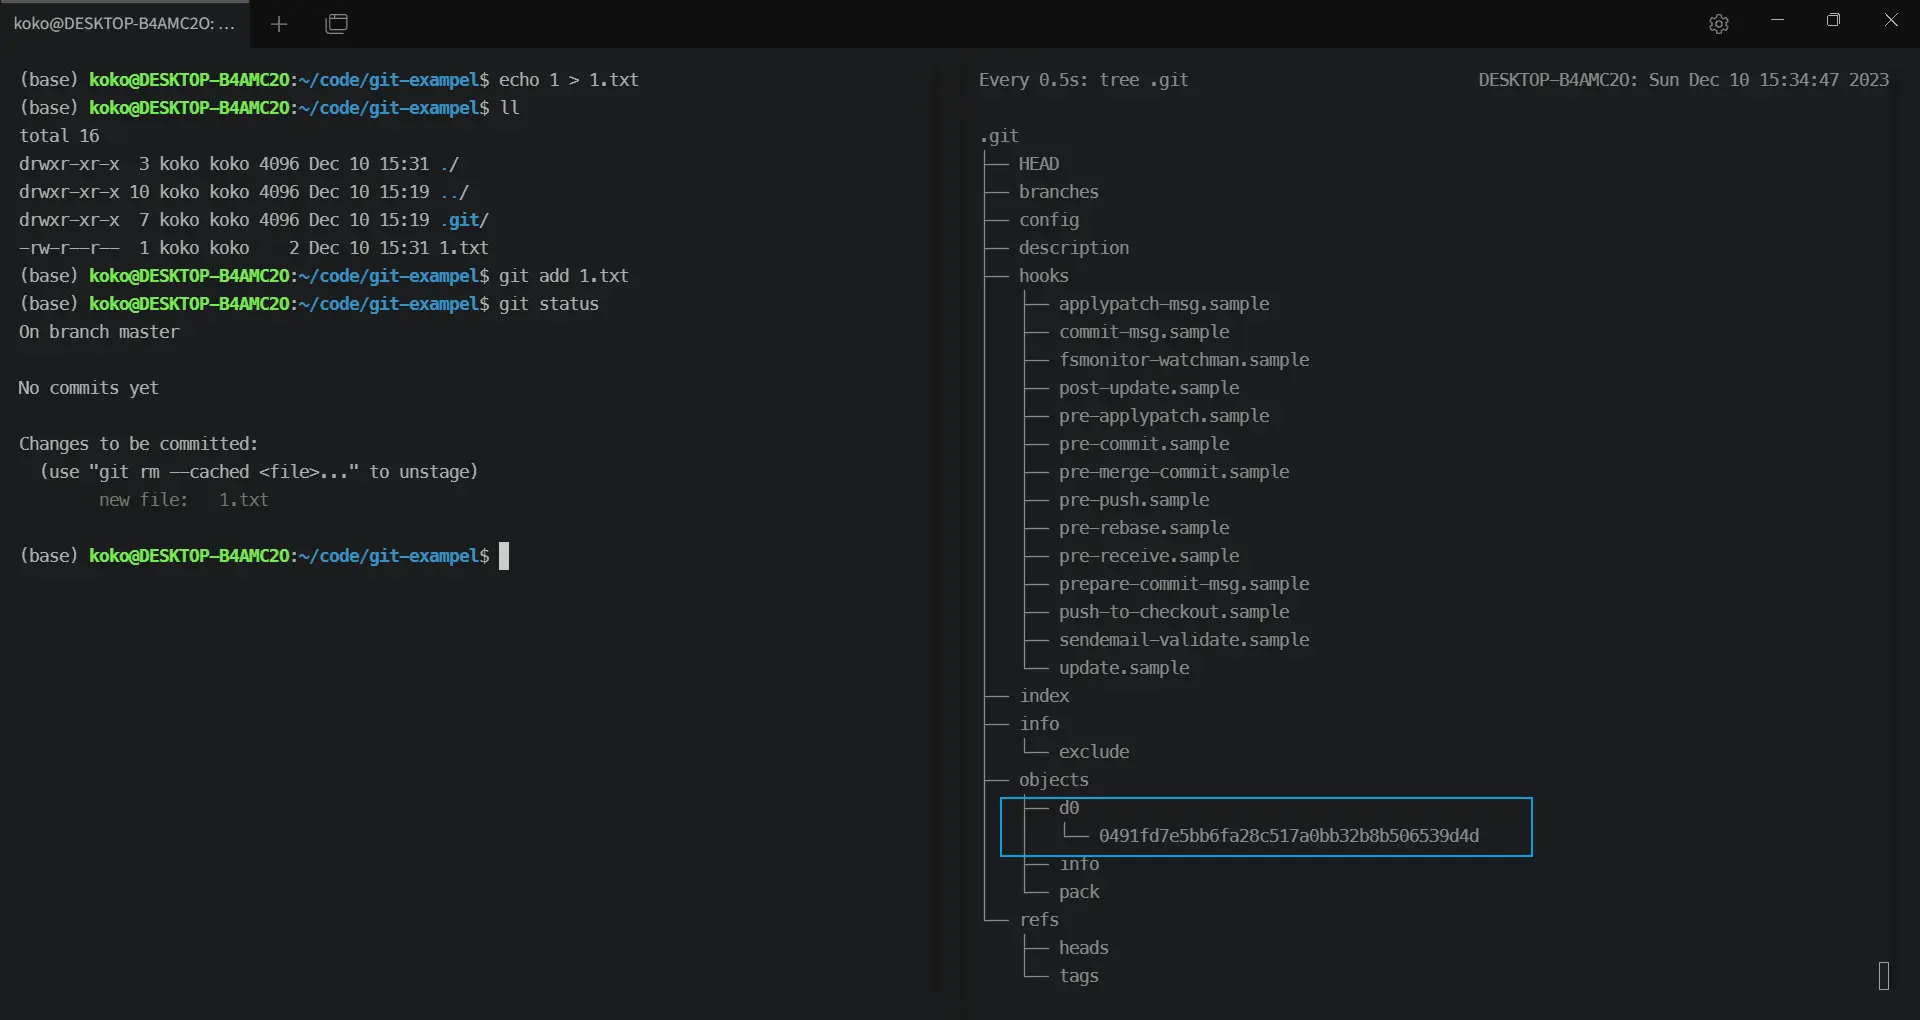 koko@DESKTOP-B4AMC2O: ...
(base) koko@DESKTOP-B4AMC2O:~/code/git-exampel$ echo 1 > 1.txt
(base) koko@DESKTOP-B4AMC2O:~/code/git-exampel$ ll
total 16
drwxr-xr-x  3 koko koko 4096 Dec 10 15:31 ./
drwxr-xr-x 10 koko koko 4096 Dec 10 15:19 ../
drwxr-xr-x  7 koko koko 4096 Dec 10 15:19 .git/
-rw-r--r--  1 koko koko    2 Dec 10 15:31 1.txt
(base) koko@DESKTOP-B4AMC2O:~/code/git-exampel$ git add 1.txt
(base) koko@DESKTOP-B4AMC2O:~/code/git-exampel$ git status
On branch master
No commits yet
Changes to be committed:
  (use "git rm --cached <file>..." to unstage)
        new file:   1.txt
(base) koko@DESKTOP-B4AMC2O:~/code/git-exampel$
Every 0.5s: tree .git    DESKTOP-B4AMC2O: Sun Dec 10 15:34:47 2023
.git
├── HEAD
├── branches
├── config
├── description
├── hooks
│   ├── applypatch-msg.sample
│   ├── commit-msg.sample
│   ├── fsmonitor-watchman.sample
│   ├── post-update.sample
│   ├── pre-applypatch.sample
│   ├── pre-commit.sample
│   ├── pre-merge-commit.sample
│   ├── pre-push.sample
│   ├── pre-rebase.sample
│   ├── pre-receive.sample
│   ├── prepare-commit-msg.sample
│   ├── push-to-checkout.sample
│   ├── sendemail-validate.sample
│   └── update.sample
├── index
├── info
│   └── exclude
├── objects
│   ├── d0
│   │   └── 0491fd7e5bb6fa28c517a0bb32b8b506539d4d
│   ├── info
│   └── pack
└── refs
    ├── heads
    └── tags